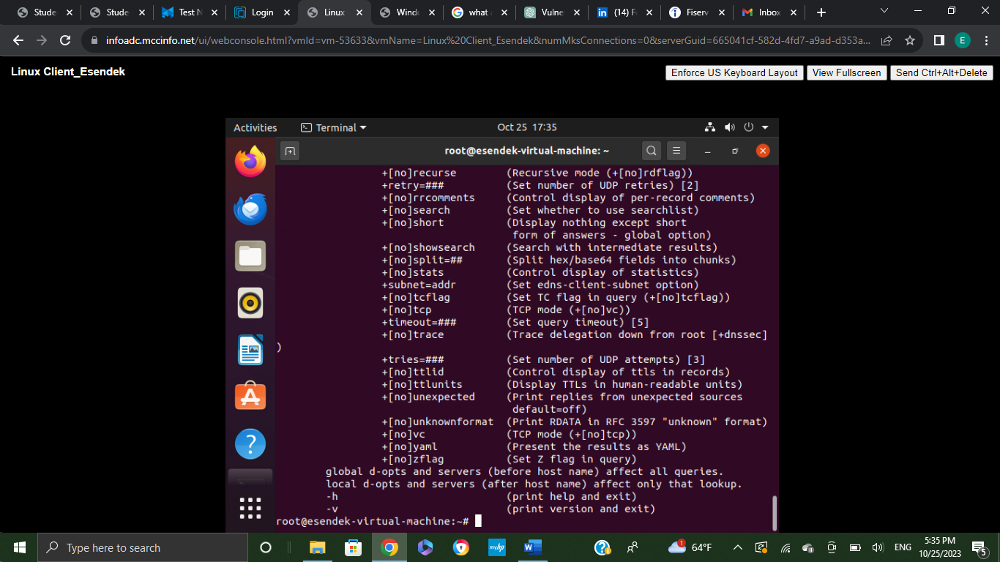 Stude
Stude
Test N
Login
Linux
Wind
what
Vulne
(14) F
Fiserv
Inbox
infoadc.mccinfo.net/ui/webconsole.html?vmId=vm-53633&vmName=Linux%20Client_Esendek&numMksConnections=0&serverGuid=665041cf-582d-4fd7-a9ad-d353a...
E
Linux Client_Esendek
Enforce US Keyboard Layout
View Fullscreen
Send Ctrl+Alt+Delete
Activities
Terminal
Oct 25 17:35
root@esendek-virtual-machine: ~
+[no]recurse (Recursive mode (+[no]rdflag))
+retry=### (Set number of UDP retries) [2]
+[no]rrcomments (Control display of per-record comments)
+[no]search (Set whether to use searchlist)
+[no]short (Display nothing except short
form of answers - global option)
+[no]showsearch (Search with intermediate results)
+[no]split=## (Split hex/base64 fields into chunks)
+[no]stats (Control display of statistics)
+subnet=addr (Set edns-client-subnet option)
+[no]tcflag (Set TC flag in query (+[no]tcflag))
+[no]tcp (TCP mode (+[no]vc))
+timeout=### (Set query timeout) [5]
+[no]trace (Trace delegation down from root [+dnssec]
)
+tries=### (Set number of UDP attempts) [3]
+[no]ttlid (Control display of ttls in records)
+[no]ttlunits (Display TTLs in human-readable units)
+[no]unexpected (Print replies from unexpected sources
default=off)
+[no]unknownformat (Print RDATA in RFC 3597 "unknown" format)
+[no]vc (TCP mode (+[no]tcp))
+[no]yaml (Present the results as YAML)
+[no]zflag (Set Z flag in query)
global d-opts and servers (before host name) affect all queries.
local d-opts and servers (after host name) affect only that lookup.
-h (print help and exit)
-v (print version and exit)
root@esendek-virtual-machine:~#
Type here to search
myhp
1
64°F
ENG
5:35 PM
10/25/2023
5